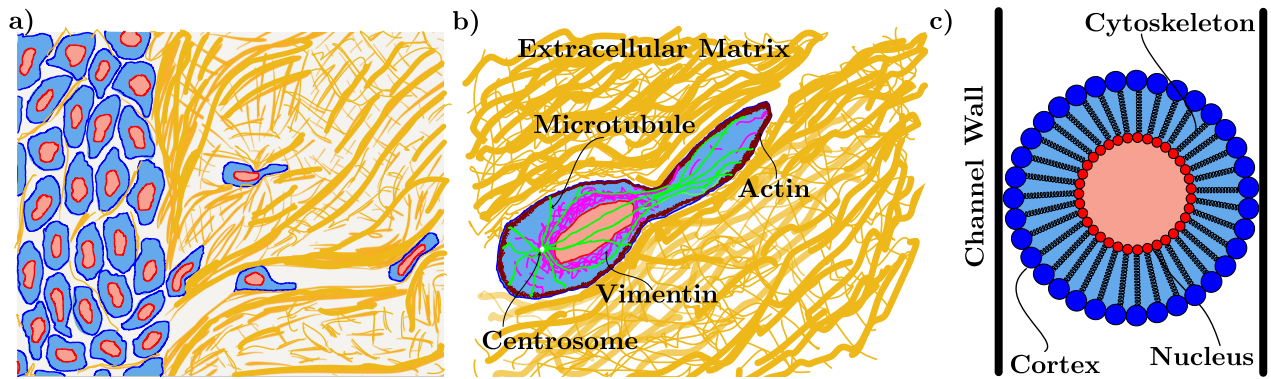 a)
b)
Extracellular Matrix
Microtubule
Actin
Vimentin
Centrosome
c)
Cytoskeleton
Channel Wall
Cortex
Nucleus